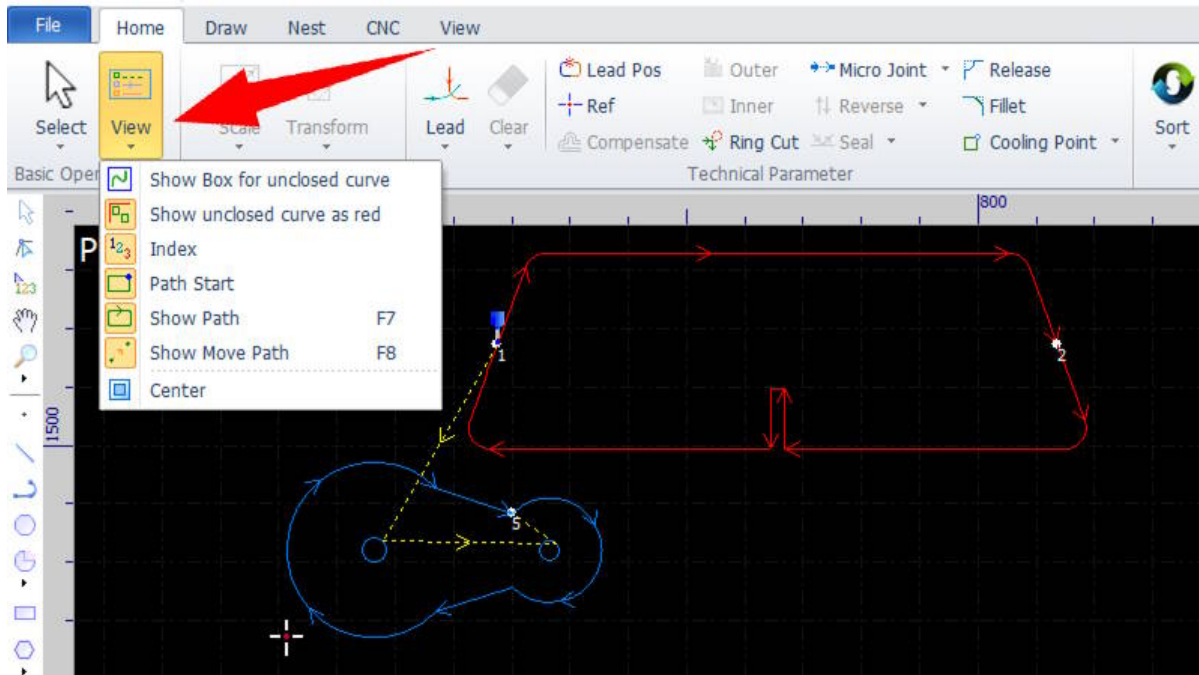 File Home Draw Nest CNC View
Lead Pos Outer Micro Joint Release
Ref Inner Reverse Fillet
Select View Scale Transform Lead Clear Sort
Compensate Ring Cut Seal Cooling Point
Basic Oper Technical Parameter
Show Box for unclosed curve
Show unclosed curve as red
Index
Path Start
Show Path F7
Show Move Path F8
Center
800
P
123
123
1 2
1500
5